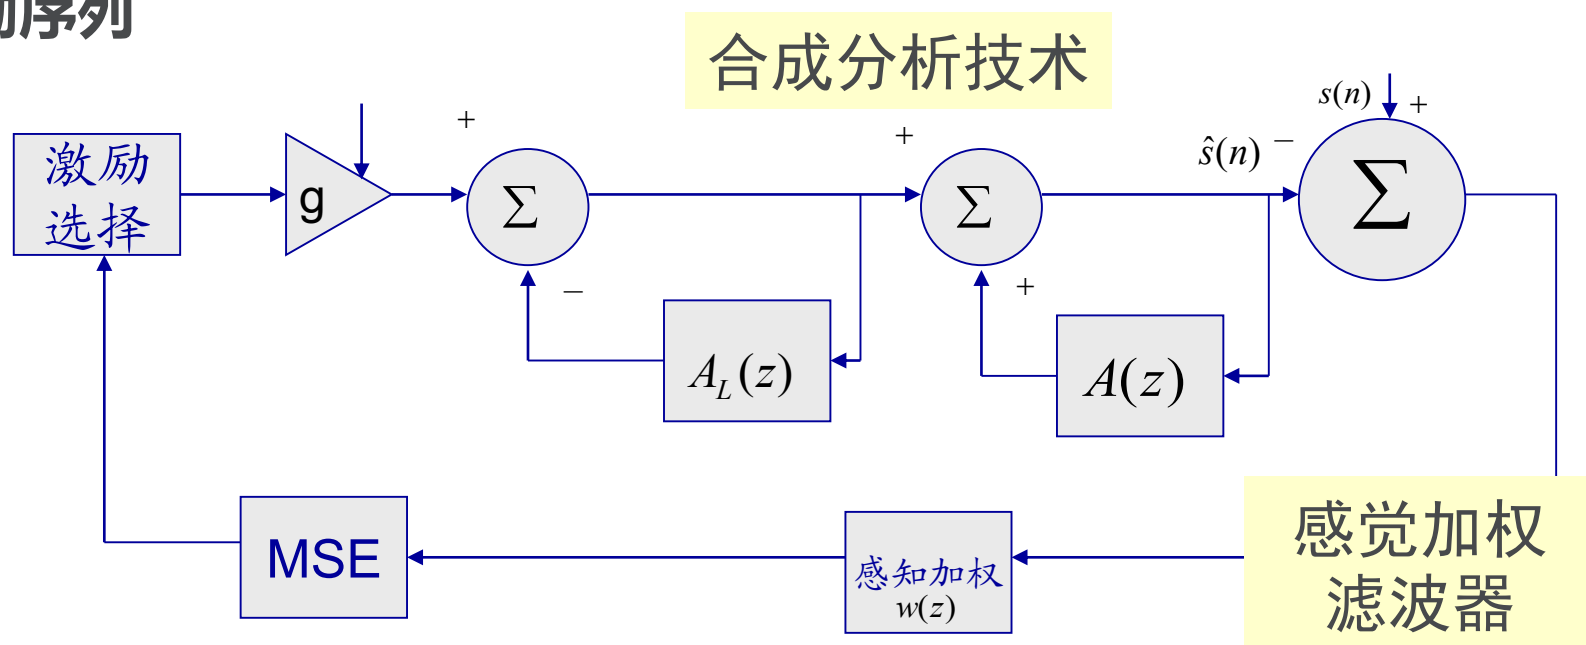 序列
合成分析技术
s(n)
+
+
+
ŝ(n)
−
激励
选择
g
Σ
Σ
Σ
−
+
A_L(z)
A(z)
MSE
感知加权
w(z)
感觉加权
滤波器